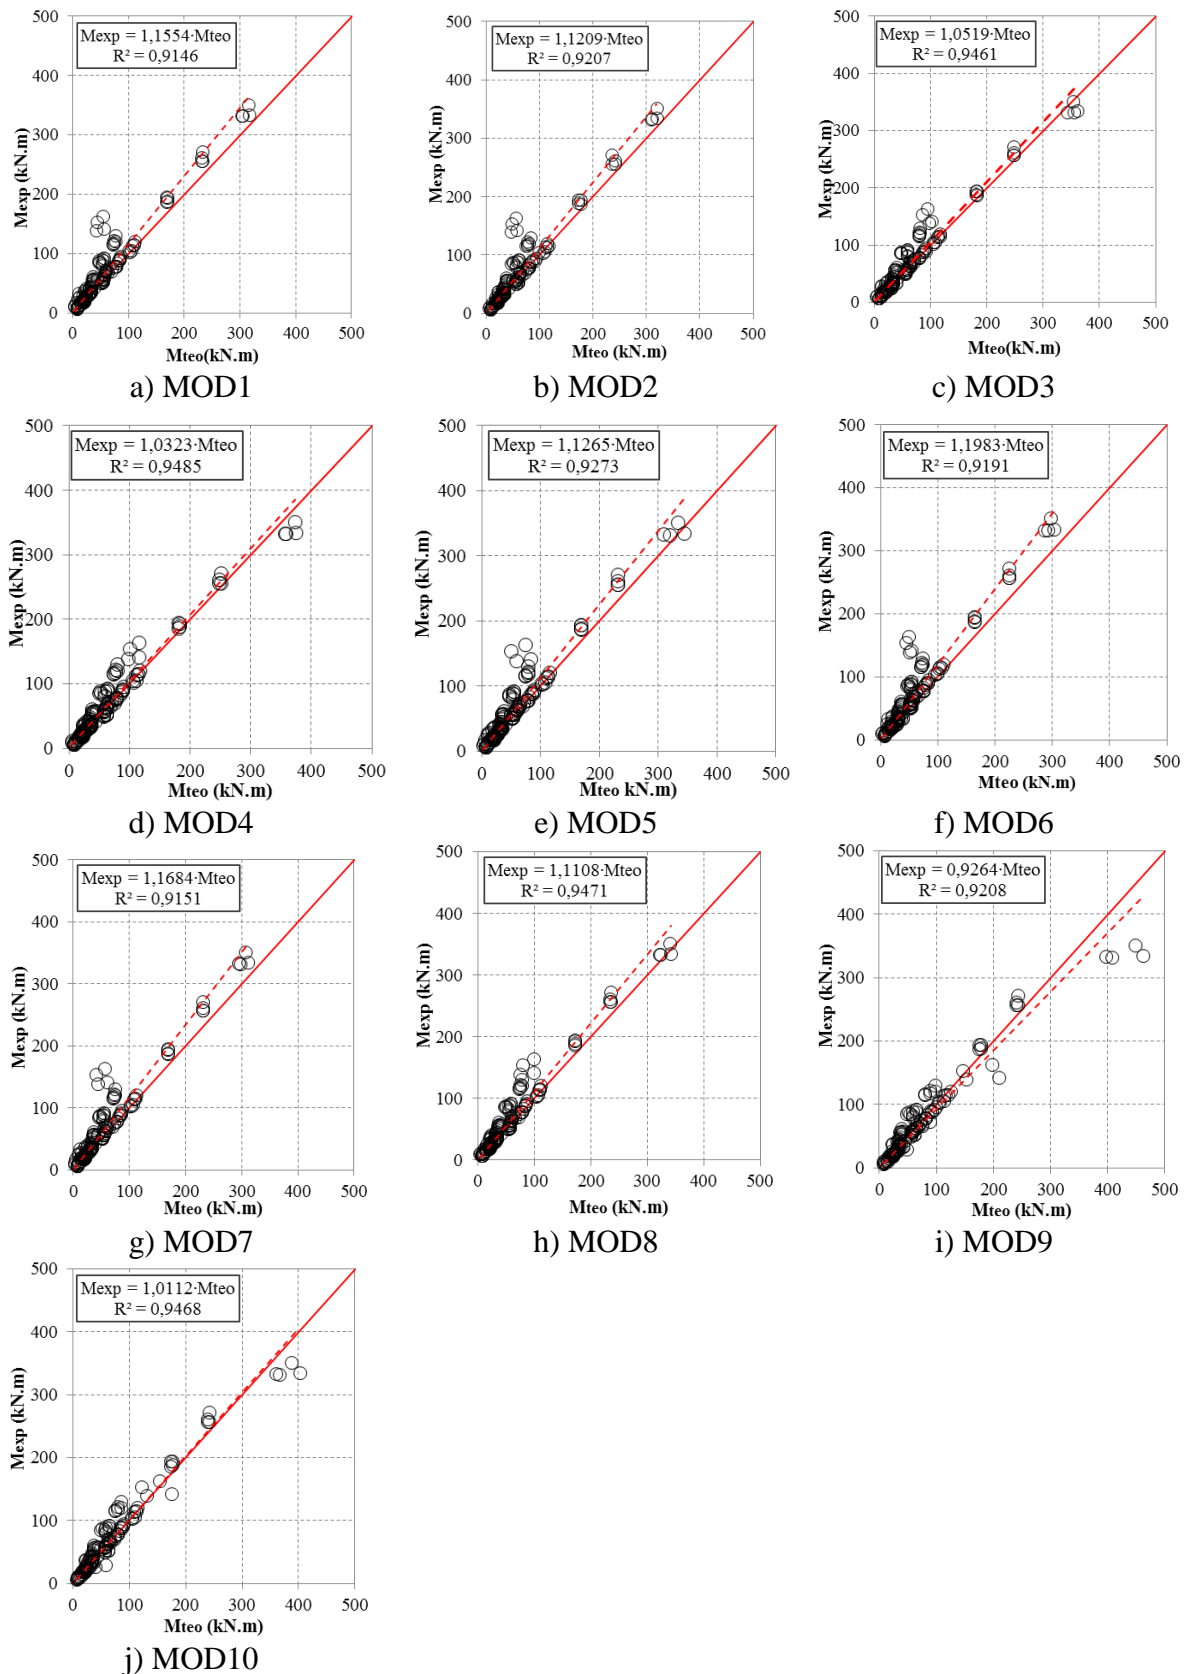 Mexp = 1,1554·Mteo
R² = 0,9146
500
400
300
200
100
0
Mexp (kN.m)
0 100 200 300 400 500
Mteo(kN.m)
a) MOD1
Mexp = 1,1209·Mteo
R² = 0,9207
500
400
300
200
100
0
Mexp (kN.m)
0 100 200 300 400 500
Mteo (kN.m)
b) MOD2
Mexp = 1,0519·Mteo
R² = 0,9461
500
400
300
200
100
0
Mexp (kN.m)
0 100 200 300 400 500
Mteo(kN.m)
c) MOD3
Mexp = 1,0323·Mteo
R² = 0,9485
500
400
300
200
100
0
Mexp (kN.m)
0 100 200 300 400 500
Mteo (kN.m)
d) MOD4
Mexp = 1,1265·Mteo
R² = 0,9273
500
400
300
200
100
0
Mexp (kN.m)
0 100 200 300 400 500
Mteo kN.m)
e) MOD5
Mexp = 1,1983·Mteo
R² = 0,9191
500
400
300
200
100
0
Mexp (kN.m)
0 100 200 300 400 500
Mteo (kN.m)
f) MOD6
Mexp = 1,1684·Mteo
R² = 0,9151
500
400
300
200
100
0
Mexp (kN.m)
0 100 200 300 400 500
Mteo (kN.m)
g) MOD7
Mexp = 1,1108·Mteo
R² = 0,9471
500
400
300
200
100
0
Mexp (kN.m)
0 100 200 300 400 500
Mteo (kN.m)
h) MOD8
Mexp = 0,9264·Mteo
R² = 0,9208
500
400
300
200
100
0
Mexp (kN.m)
0 100 200 300 400 500
Mteo (kN.m)
i) MOD9
Mexp = 1,0112·Mteo
R² = 0,9468
500
400
300
200
100
0
Mexp (kN.m)
0 100 200 300 400 500
Mteo (kN.m)
j) MOD10